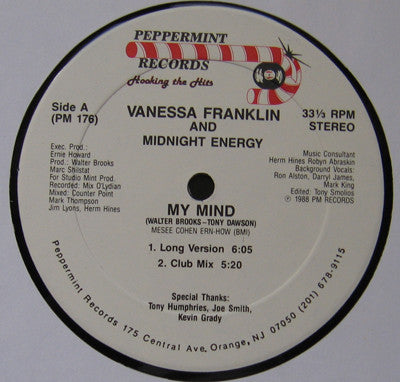 PEPPERMINT
RECORDS
Hooking the Hits
Side A
(PM 176)
33⅓ RPM
STEREO
VANESSA FRANKLIN
AND
MIDNIGHT ENERGY
Exec. Prod.:
Ernie Howard
Prod.: Walter Brooks
Marc Shilstat
For Studio Mint Prod.
Recorded: Mix O'Lydian
Mixed: Counter Point
Mark Thompson
Jim Lyons, Herm Hines
Music Consultant
Herm Hines Robyn Abraskin
Background Vocals:
Ron Alston, Darryl James,
Mark King
Edited: Tony Smolios
℗ 1988 PM RECORDS
MY MIND
(WALTER BROOKS–TONY DAWSON)
MESEE COHEN ERN-HOW (BMI)
1. Long Version 6:05
2. Club Mix 5:20
Special Thanks:
Tony Humphries, Joe Smith,
Kevin Grady
Peppermint Records 175 Central Ave, Orange, NJ 07050 (201) 678-9115